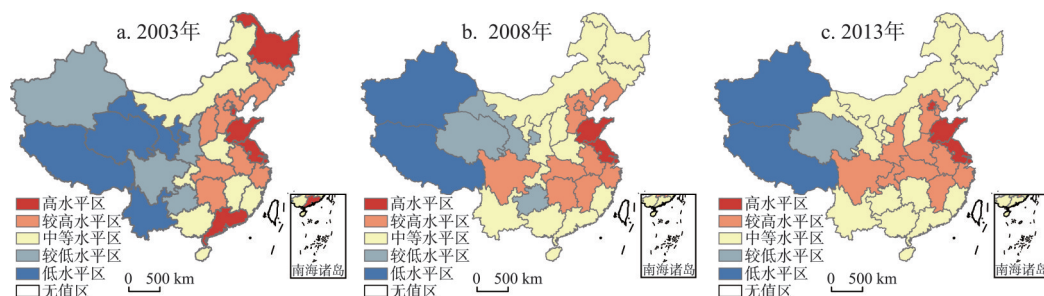 a. 2003年
高水平区
较高水平区
中等水平区
较低水平区
低水平区
无值区
0 500 km
南海诸岛
b. 2008年
高水平区
较高水平区
中等水平区
较低水平区
低水平区
无值区
0 500 km
南海诸岛
c. 2013年
高水平区
较高水平区
中等水平区
较低水平区
低水平区
无值区
0 500 km
南海诸岛